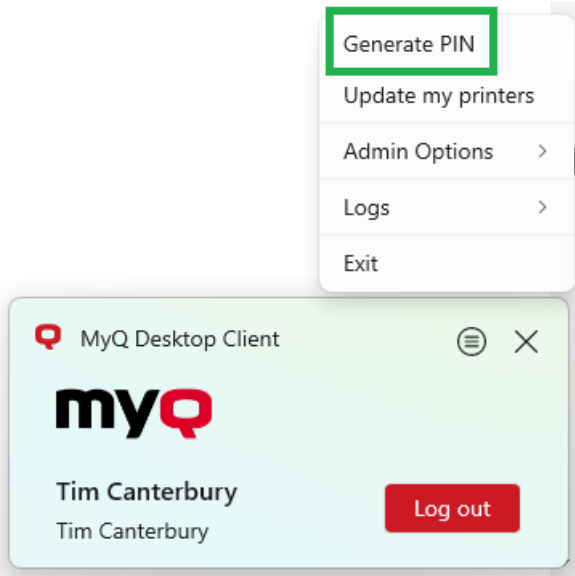 Generate PIN
Update my printers
Admin Options
Logs
Exit
MyQ Desktop Client
myQ
Tim Canterbury
Tim Canterbury
Log out